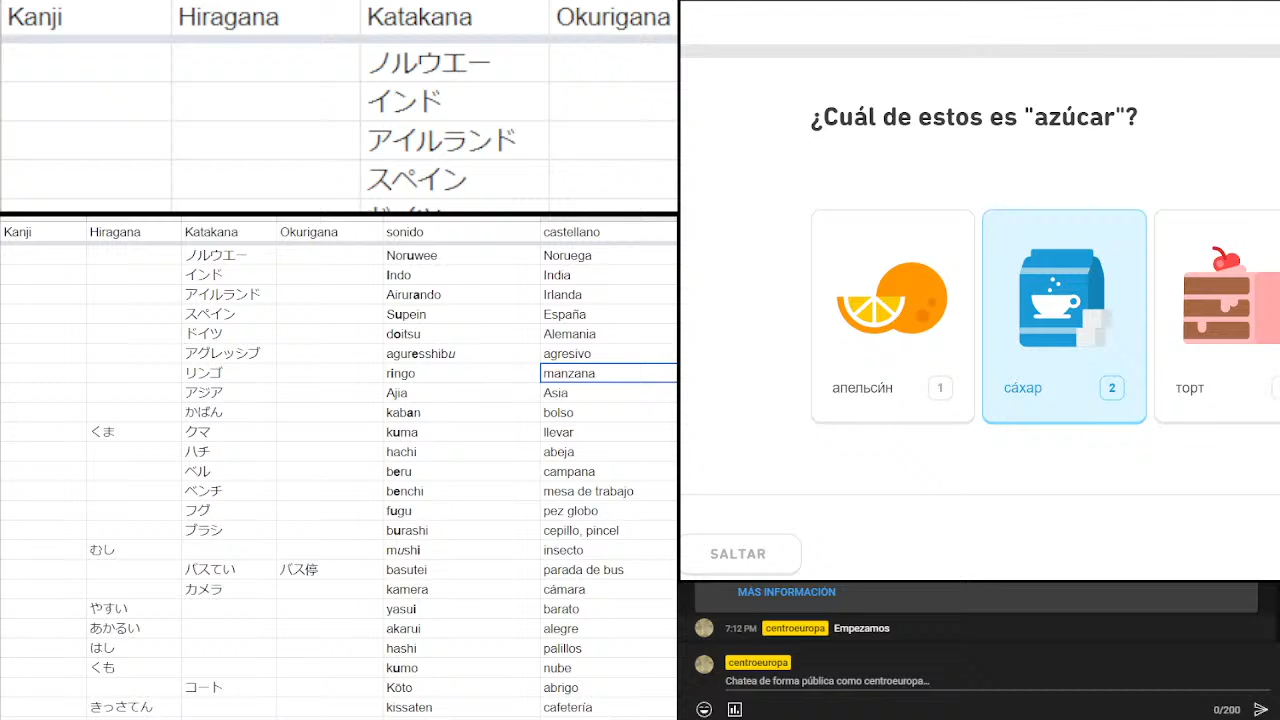 Kanji Hiragana Katakana Okurigana
ノルウエー
インド
アイルランド
スペイン
Kanji Hiragana Katakana Okurigana sonido castellano
ノルウエー Noruwee Noruega
インド Indo India
アイルランド Airurando Irlanda
スペイン Supein España
ドイツ doitsu Alemania
アグレッシブ aguresshibu agresivo
リンゴ ringo manzana
アジア Ajia Asia
かばん kaban bolso
くま クマ kuma llevar
ハチ hachi abeja
ベル beru campana
ベンチ benchi mesa de trabajo
フグ fugu pez globo
ブラシ burashi cepillo, pincel
むし mushi insecto
バスてい バス停 basutei parada de bus
カメラ kamera cámara
やすい yasui barato
あかるい akarui alegre
はし hashi palillos
くも kumo nube
コート Kōto abrigo
きっさてん kissaten cafetería
¿Cuál de estos es "azúcar"?
апельси́н 1
са́хар 2
торт
SALTAR
MÁS INFORMACIÓN
7:12 PM centroeuropa Empezamos
centroeuropa
Chatea de forma pública como centroeuropa...
0/200